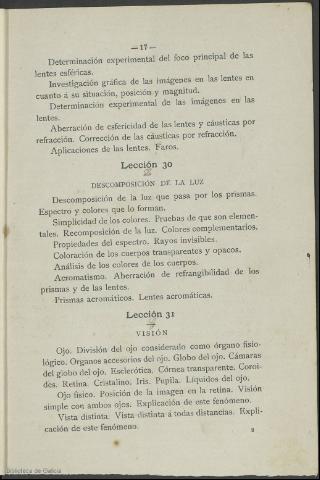 — 17 —
Determinación experimental del foco principal de las
lentes esféricas.
Investigación gráfica de las imágenes en las lentes en
cuanto á su situación, posición y magnitud.
Determinación experimental de las imágenes en las
lentes.
Aberración de esfericidad de las lentes y cáusticas por
refracción. Corrección de las cáusticas por refracción.
Aplicaciones de las lentes. Faros.
Lección 30
DESCOMPOSICIÓN DE LA LUZ
Descomposición de la luz que pasa por los prismas.
Espectro y colores que lo forman.
Simplicidad de los colores. Pruebas de que son elemen-
tales. Recomposición de la luz. Colores complementarios.
Propiedades del espectro. Rayos invisibles.
Coloración de los cuerpos transparentes y opacos.
Análisis de los colores de los cuerpos.
Acromatismo. Aberración de refrangibilidad de los
prismas y de las lentes.
Prismas acromáticos. Lentes acromáticas.
Lección 31
VISIÓN
Ojo. División del ojo considerado como órgano fisio-
lógico. Organos accesorios del ojo. Globo del ojo. Cámaras
del globo del ojo. Esclerótica. Córnea transparente. Coroi-
des. Retina. Cristalino. Iris. Pupila. Líquidos del ojo.
Ojo físico. Posición de la imagen en la retina. Visión
simple con ambos ojos. Explicación de este fenómeno.
Vista distinta. Vista distinta á todas distancias. Expli-
cación de este fenómeno.
2
Biblioteca de Galicia